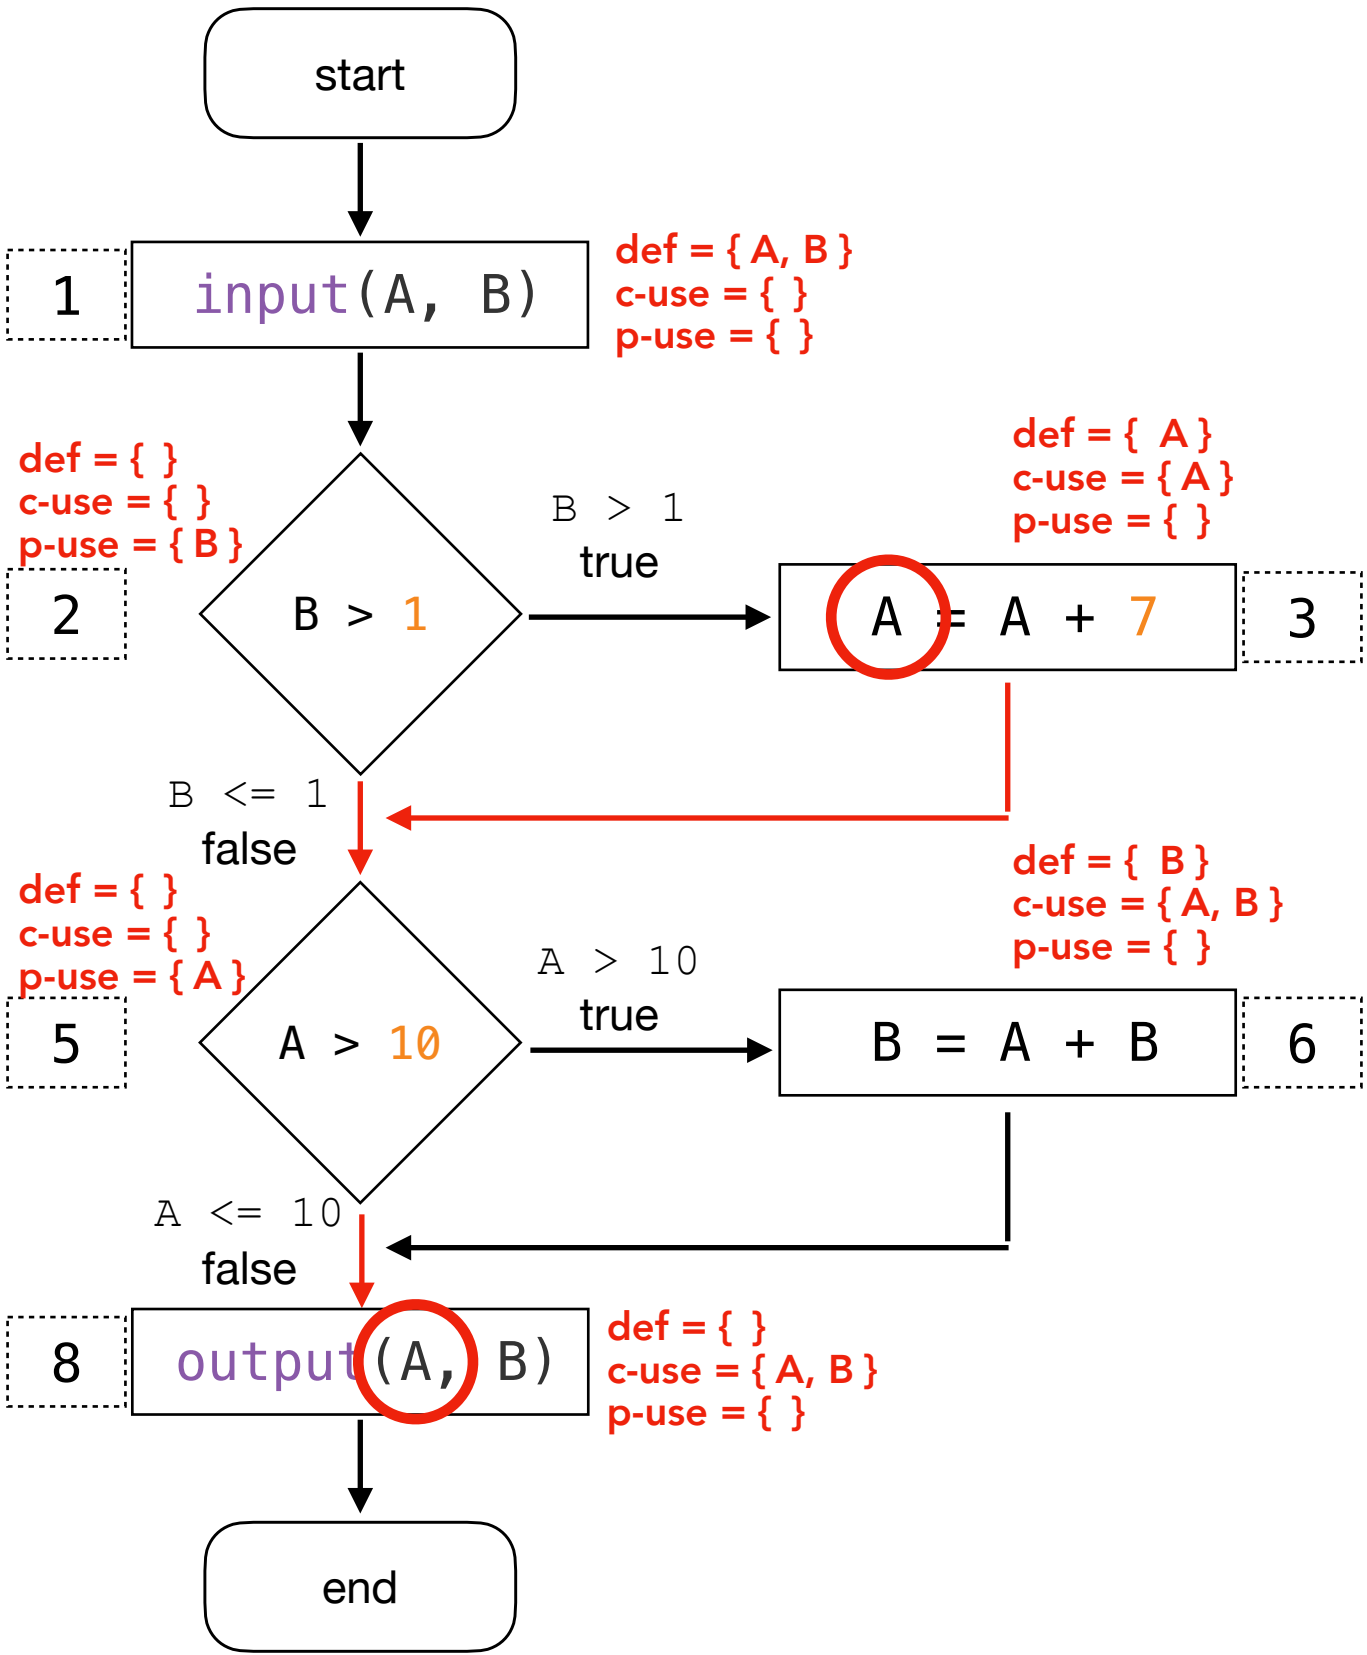 start
1
input(A, B)
def = { A, B }
c-use = { }
p-use = { }
def = { }
c-use = { }
p-use = { B }
2
B > 1
B > 1
true
def = { A }
c-use = { A }
p-use = { }
A = A + 7
3
B <= 1
false
def = { }
c-use = { }
p-use = { A }
5
A > 10
A > 10
true
def = { B }
c-use = { A, B }
p-use = { }
B = A + B
6
A <= 10
false
8
output(A, B)
def = { }
c-use = { A, B }
p-use = { }
end